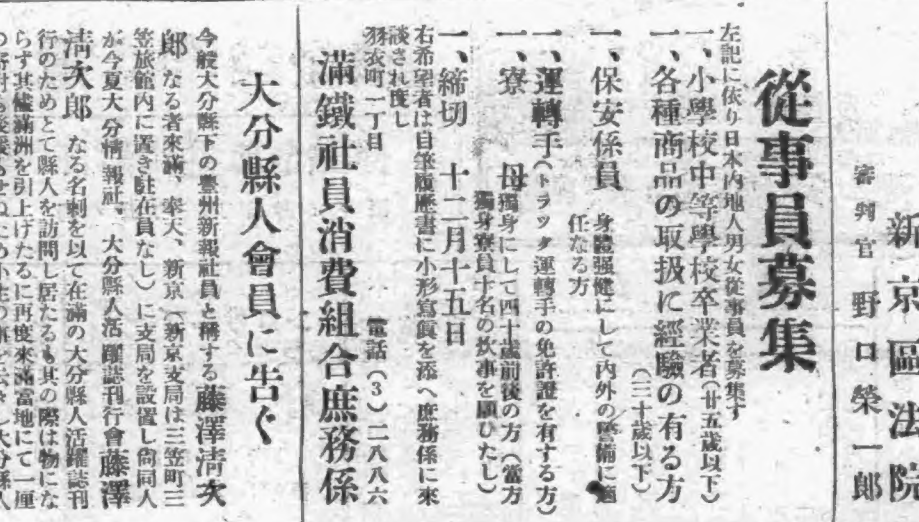 新京區法院
審判官　野口榮一郎
從事員募集
左記に依り日本内地人男女從事員を募集す
一、小學校中等學校卒業者(廿五歲以下)
一、各種商品の取扱に經驗の有る方
(三十歲以下)
一、保安係員　身體强健にして内外の警備に適
任なる方
一、運轉手(トラック運轉手の免許證を有する方)
一、寮　母　獨身にして四十歲前後の方(當方
獨身寮員十名の炊事を願ひたし)
一、締切　十二月十五日
右希望者は自筆履歷書に小形寫眞を添へ庶務係に來
談され度し
羽衣町一丁目　電話(3)二八八六
滿鐵社員消費組合庶務係
大分縣人會員に告ぐ
今般大分縣下の豊州新報社員と稱する藤澤淸次
郎なる者來滿、奉天、新京(新京支局は三笠町三
笠旅館内に置き駐在員なし)に支局を設置し尙同人
が今夏大分情報社、大分縣人活躍誌刊行會藤澤
淸次郎なる名刺を以て在滿の大分縣人活躍誌刊
行のためとて縣人を訪問し居たるも其の際は物にな
らず其儘滿洲を引上げたるに再度來滿當地にて一厘